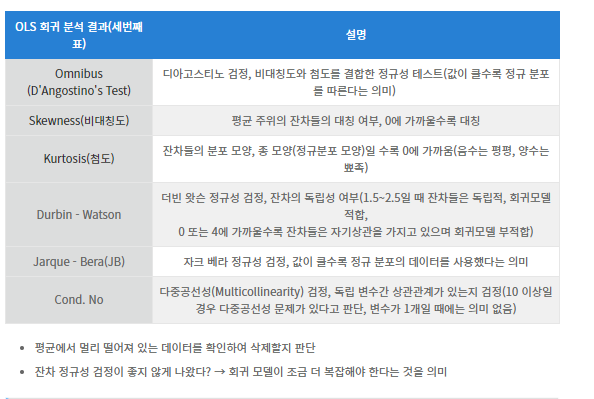 OLS 회귀 분석 결과(세번째
표)
설명
Omnibus
(D'Angostino's Test)
디아고스티노 검정, 비대칭도와 첨도를 결합한 정규성 테스트(값이 클수록 정규 분포
를 따른다는 의미)
Skewness(비대칭도)
평균 주위의 잔차들의 대칭 여부, 0에 가까울수록 대칭
Kurtosis(첨도)
잔차들의 분포 모양, 종 모양(정규분포 모양)일 수록 0에 가까움(음수는 평평, 양수는
뾰족)
Durbin - Watson
더빈 왓슨 정규성 검정, 잔차의 독립성 여부(1.5~2.5일 때 잔차들은 독립적, 회귀모델
적합,
0 또는 4에 가까울수록 잔차들은 자기상관을 가지고 있으며 회귀모델 부적합)
Jarque - Bera(JB)
자크 베라 정규성 검정, 값이 클수록 정규 분포의 데이터를 사용했다는 의미
Cond. No
다중공선성(Multicollinearity) 검정, 독립 변수간 상관관계가 있는지 검정(10 이상일
경우 다중공선성 문제가 있다고 판단, 변수가 1개일 때에는 의미 없음)
• 평균에서 멀리 떨어져 있는 데이터를 확인하여 삭제할지 판단
• 잔차 정규성 검정이 좋지 않게 나왔다? → 회귀 모델이 조금 더 복잡해야 한다는 것을 의미